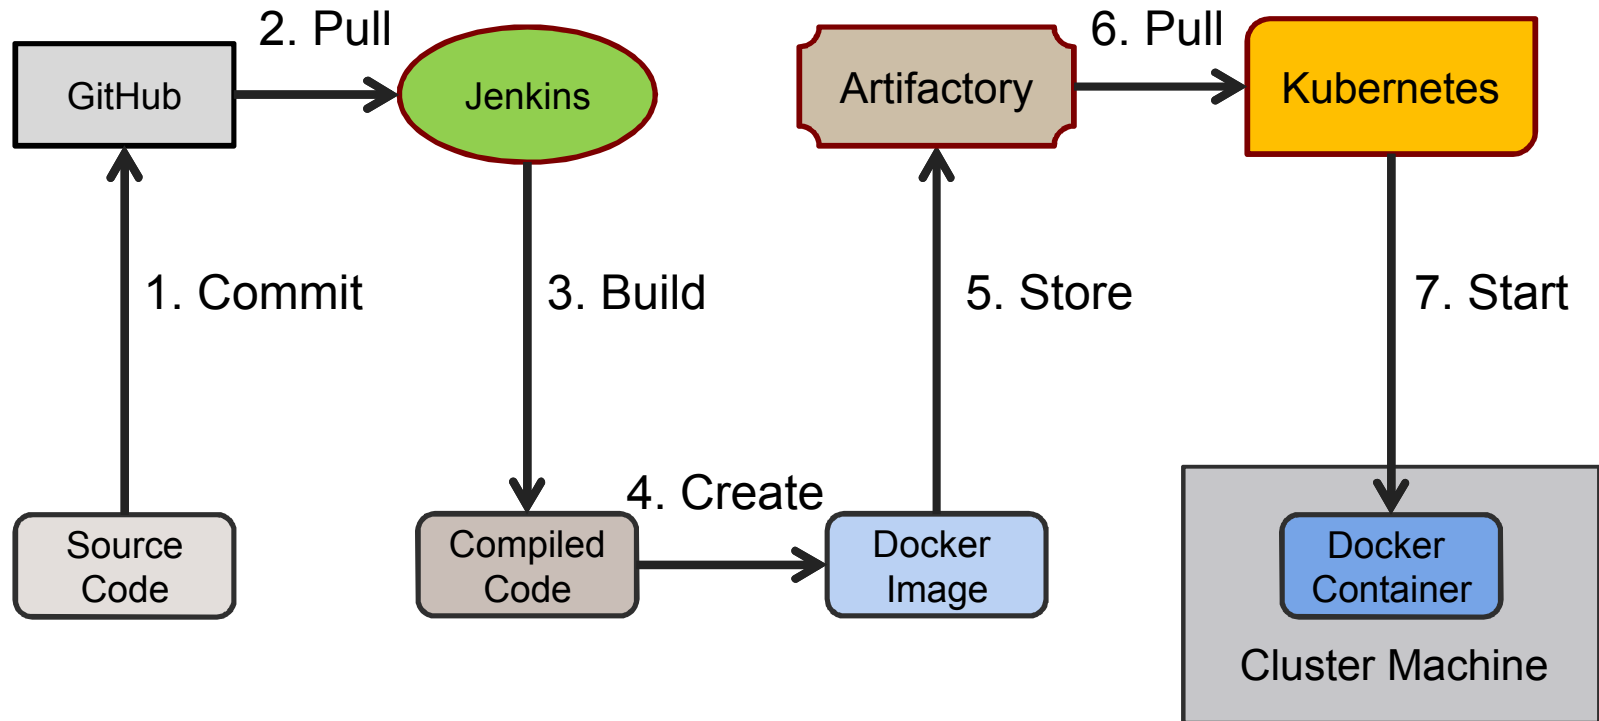 2. Pull
6. Pull
GitHub
Jenkins
Artifactory
Kubernetes
1. Commit
3. Build
5. Store
7. Start
4. Create
Source
Code
Compiled
Code
Docker
Image
Docker
Container
Cluster Machine